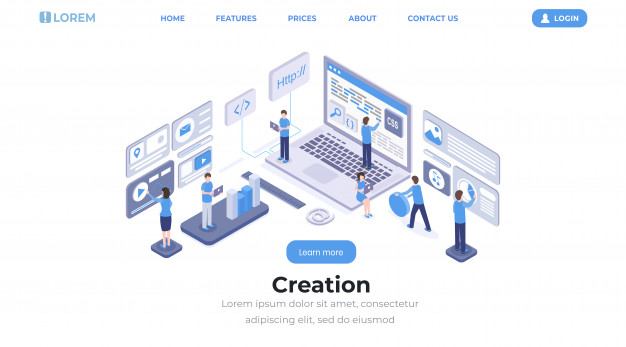 LOREM
HOME FEATURES PRICES ABOUT CONTACT US
LOGIN
Http://
</>
CSS
{}
@
Learn more
Creation
Lorem ipsum dolor sit amet, consectetur
adipiscing elit, sed do eiusmod